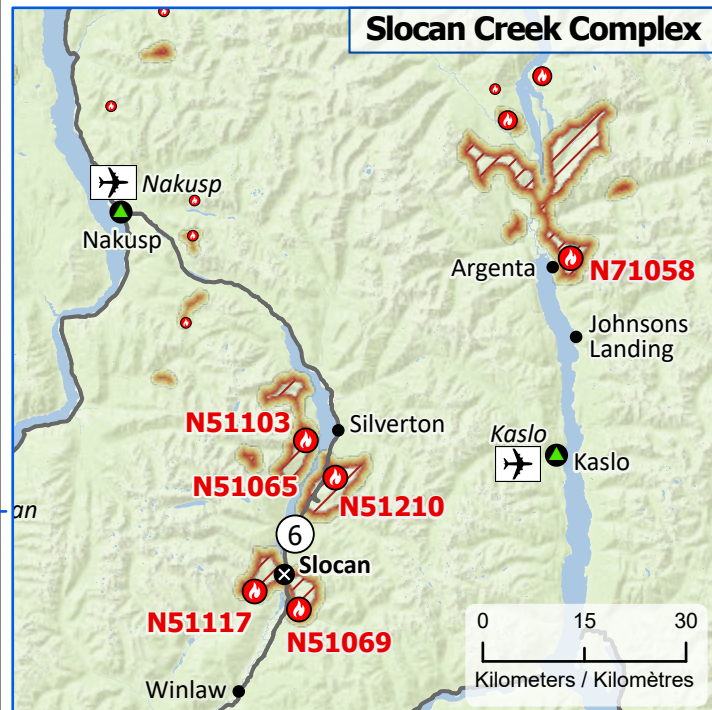 Slocan Creek Complex
Nakusp
Nakusp
Argenta
N71058
Johnsons
Landing
N51103
Silverton
Kaslo
Kaslo
N51065
N51210
an
6
Slocan
N51117
N51069
Winlaw
0 15 30
Kilometers / Kilomètres